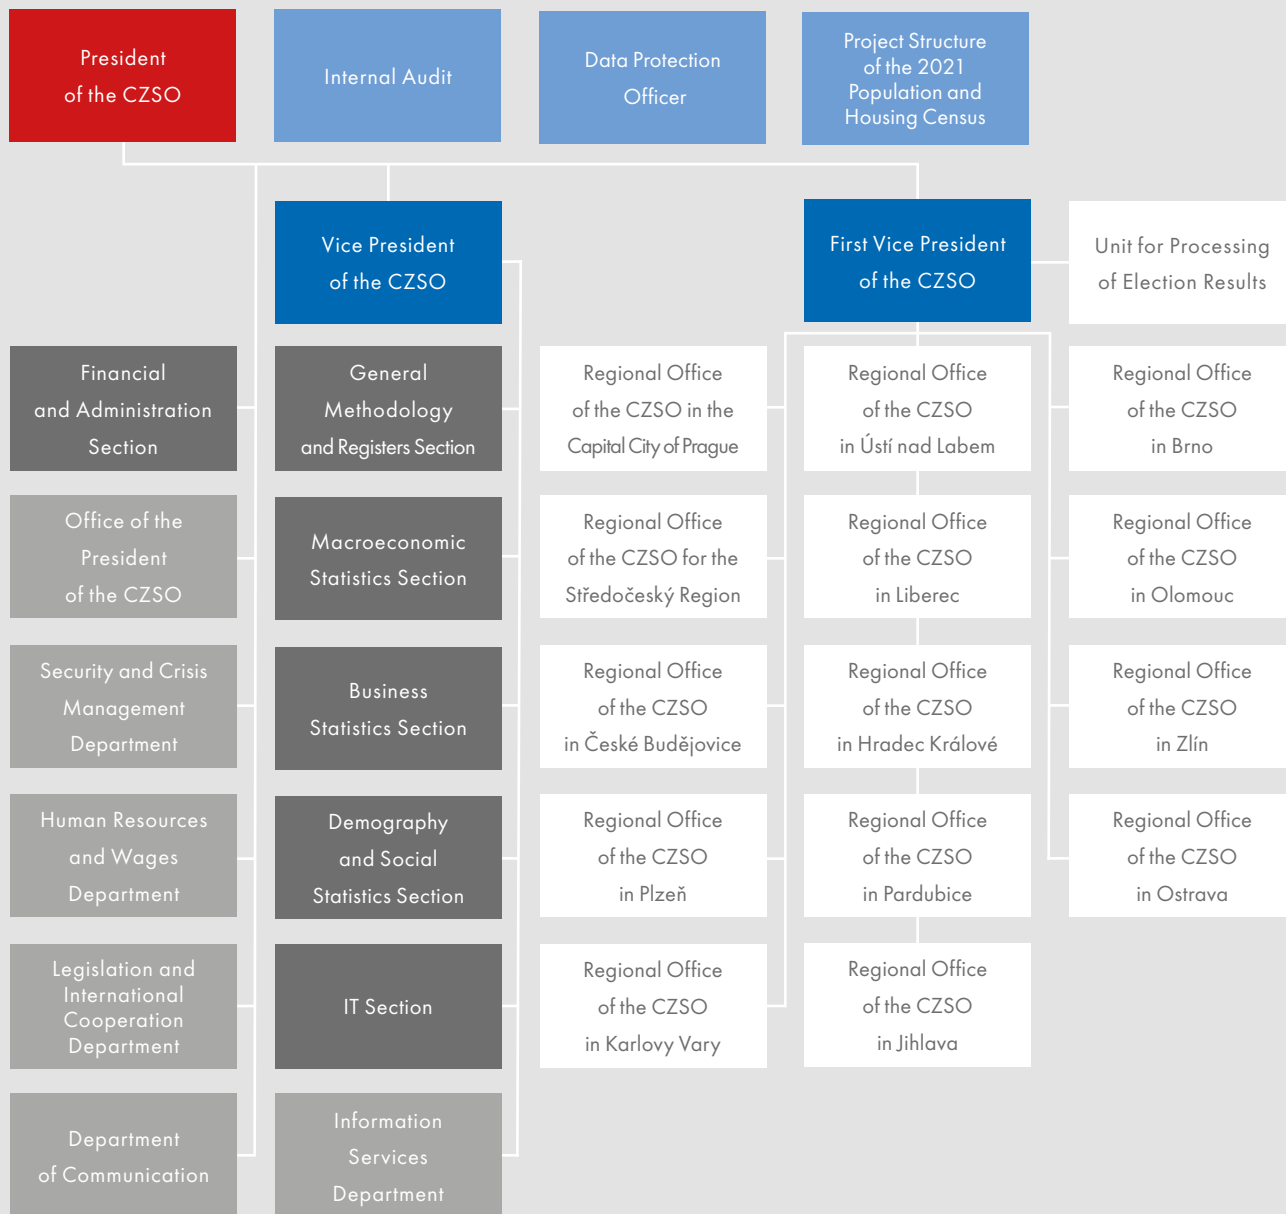 President
of the CZSO
Internal Audit
Data Protection
Officer
Project Structure
of the 2021
Population and
Housing Census
Vice President
of the CZSO
First Vice President
of the CZSO
Unit for Processing
of Election Results
Financial
and Administration
Section
General
Methodology
and Registers Section
Regional Office
of the CZSO in the
Capital City of Prague
Regional Office
of the CZSO
in Ústí nad Labem
Regional Office
of the CZSO
in Brno
Office of the
President
of the CZSO
Macroeconomic
Statistics Section
Regional Office
of the CZSO for the
Středočeský Region
Regional Office
of the CZSO
in Liberec
Regional Office
of the CZSO
in Olomouc
Security and Crisis
Management
Department
Business
Statistics Section
Regional Office
of the CZSO
in České Budějovice
Regional Office
of the CZSO
in Hradec Králové
Regional Office
of the CZSO
in Zlín
Human Resources
and Wages
Department
Demography
and Social
Statistics Section
Regional Office
of the CZSO
in Plzeň
Regional Office
of the CZSO
in Pardubice
Regional Office
of the CZSO
in Ostrava
Legislation and
International
Cooperation
Department
IT Section
Regional Office
of the CZSO
in Karlovy Vary
Regional Office
of the CZSO
in Jihlava
Department
of Communication
Information
Services
Department